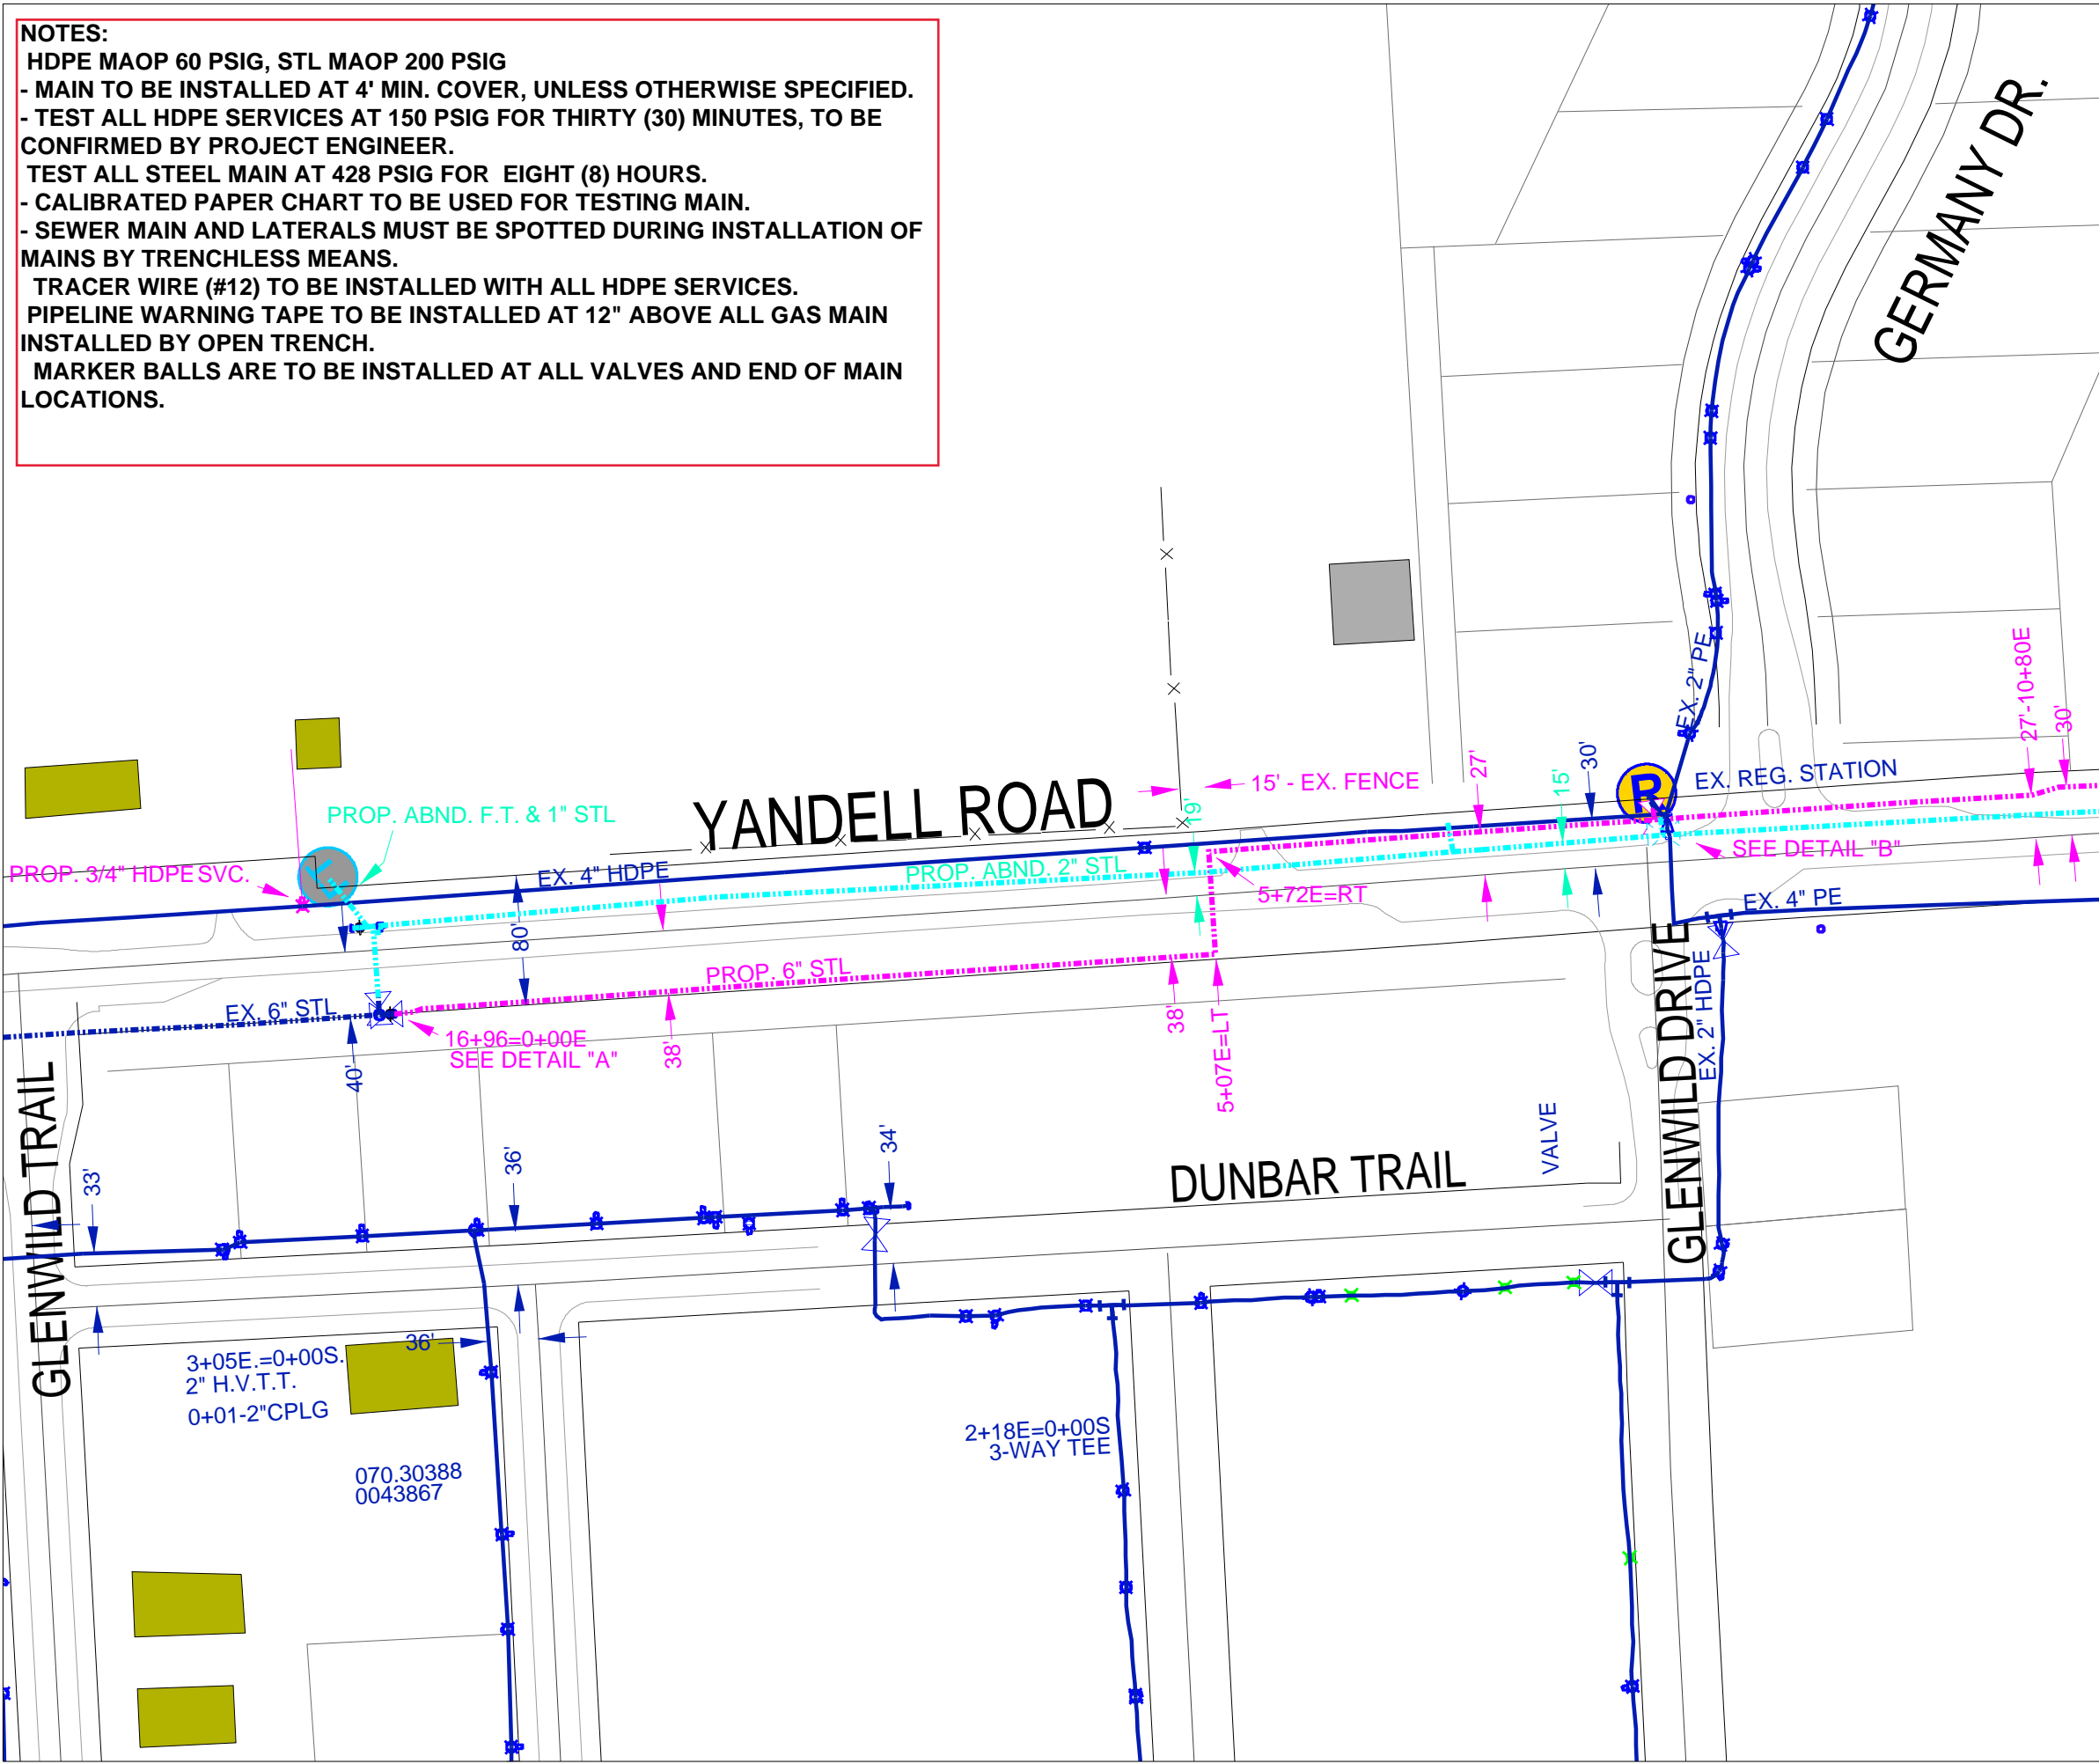 NOTES:
HDPE MAOP 60 PSIG, STL MAOP 200 PSIG
- MAIN TO BE INSTALLED AT 4' MIN. COVER, UNLESS OTHERWISE SPECIFIED.
- TEST ALL HDPE SERVICES AT 150 PSIG FOR THIRTY (30) MINUTES, TO BE
CONFIRMED BY PROJECT ENGINEER.
TEST ALL STEEL MAIN AT 428 PSIG FOR EIGHT (8) HOURS.
- CALIBRATED PAPER CHART TO BE USED FOR TESTING MAIN.
- SEWER MAIN AND LATERALS MUST BE SPOTTED DURING INSTALLATION OF
MAINS BY TRENCHLESS MEANS.
TRACER WIRE (#12) TO BE INSTALLED WITH ALL HDPE SERVICES.
PIPELINE WARNING TAPE TO BE INSTALLED AT 12" ABOVE ALL GAS MAIN
INSTALLED BY OPEN TRENCH.
MARKER BALLS ARE TO BE INSTALLED AT ALL VALVES AND END OF MAIN
LOCATIONS.
GERMANY DR.
EX. 2" PE
27'-10+80E
30'
PROP. ABND. F.T. & 1" STL
YANDELL ROAD
15' - EX. FENCE
19'
27'
15'
30'
R
EX. REG. STATION
SEE DETAIL "B"
PROP. 3/4" HDPE SVC.
EX. 4" HDPE
PROP. ABND. 2" STL
5+72E=RT
EX. 4" PE
80'
PROP. 6" STL
EX. 6" STL
16+96=0+00E
SEE DETAIL "A"
40'
38'
38'
5+07E=LT
EX. 2" HDPE
GLENWILD DRIVE
GLENWILD TRAIL
33'
36'
34'
DUNBAR TRAIL
VALVE
36'
3+05E.=0+00S.
2" H.V.T.T.
0+01-2"CPLG
070.30388
0043867
2+18E=0+00S
3-WAY TEE